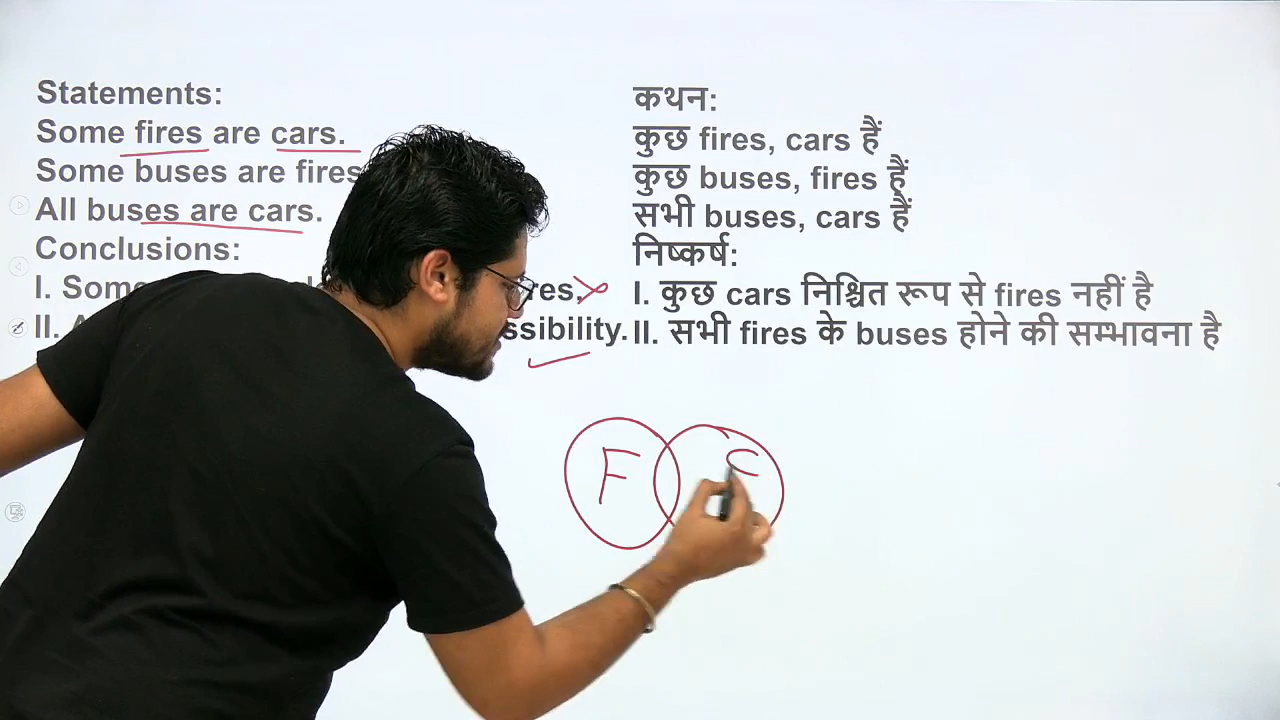 Statements:
Some fires are cars.
Some buses are fires
All buses are cars.
Conclusions:
I. Some
II.
ssibility.
कथन:
कुछ fires, cars हैं
कुछ buses, fires हैं
सभी buses, cars हैं
निष्कर्ष:
I. कुछ cars निश्चित रूप से fires नहीं है
II. सभी fires के buses होने की सम्भावना है
F
C